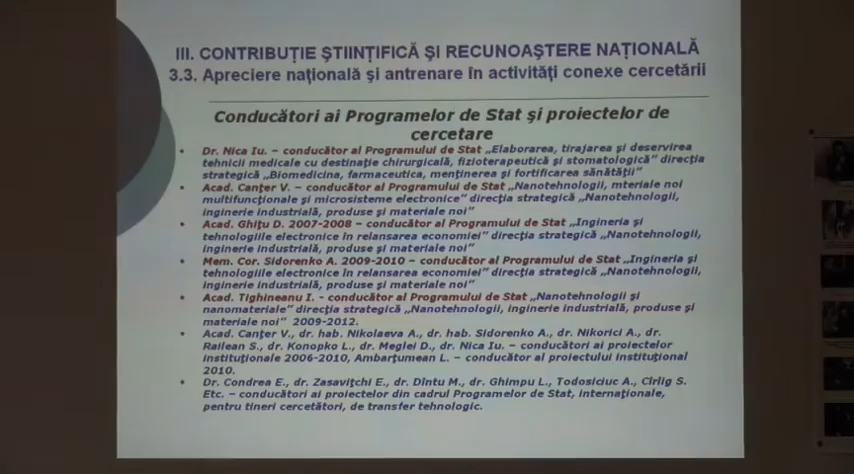 III. CONTRIBUŢIE ŞTIINŢIFICĂ ŞI RECUNOAŞTERE NAŢIONALĂ
3.3. Apreciere naţională şi antrenare în activităţi conexe cercetării
Conducători ai Programelor de Stat şi proiectelor de
cercetare
• Dr. Nica Iu. – conducător al Programului de Stat „Elaborarea, tirajarea şi deservirea
tehnicii medicale cu destinaţie chirurgicală, fizioterapeutică şi stomatologică” direcţia
strategică „Biomedicina, farmaceutica, menţinerea şi fortificarea sănătăţii”
• Acad. Canţer V. – conducător al Programului de Stat „Nanotehnologii, mteriale noi
multifuncţionale şi microsisteme electronice” direcţia strategică „Nanotehnologii,
inginerie industrială, produse şi materiale noi”
• Acad. Ghiţu D. 2007-2008 – conducător al Programului de Stat „Ingineria şi
tehnologiile electronice în relansarea economiei” direcţia strategică „Nanotehnologii,
inginerie industrială, produse şi materiale noi”
• Mem. Cor. Sidorenko A. 2009-2010 – conducător al Programului de Stat „Ingineria şi
tehnologiile electronice în relansarea economiei” direcţia strategică „Nanotehnologii,
inginerie industrială, produse şi materiale noi”
• Acad. Tighineanu I. - conducător al Programului de Stat „Nanotehnologii şi
nanomateriale” direcţia strategică „Nanotehnologii, inginerie industrială, produse şi
materiale noi” 2009-2012.
• Acad. Canţer V., dr. hab. Nikolaeva A., dr. hab. Sidorenko A., dr. Nikorici A., dr.
Railean S., dr. Konopko L., dr. Meglei D., dr. Nica Iu. – conducători ai proiectelor
instituţionale 2006-2010, Ambarţumean L. – conducător al proiectului instituţional
2010.
• Dr. Condrea E., dr. Zasaviţchi E., dr. Dîntu M., dr. Ghimpu L., Todosiciuc A., Cîrlig S.
Etc. – conducători ai proiectelor din cadrul Programelor de Stat, internaţionale,
pentru tineri cercetători, de transfer tehnologic.